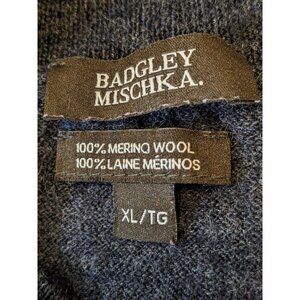 BADGLEY
MISCHKA.
100% MERINO WOOL
100% LAINE MÉRINOS
XL/TG